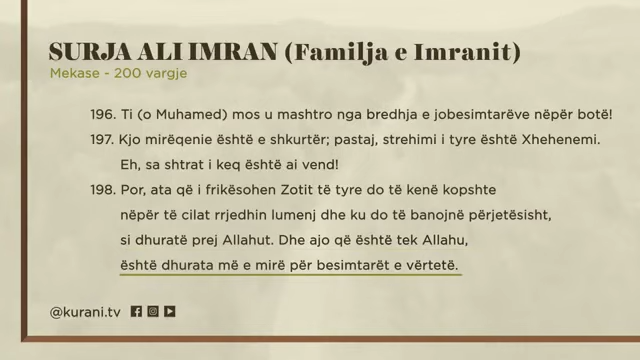 SURJA ALI IMRAN (Familja e Imranit)
Mekase - 200 vargje
196. Ti (o Muhamed) mos u mashtro nga bredhja e jobesimtarëve nëpër botë!
197. Kjo mirëqenie është e shkurtër; pastaj, strehimi i tyre është Xhehenemi.
Eh, sa shtrat i keq është ai vend!
198. Por, ata që i frikësohen Zotit të tyre do të kenë kopshte
nëpër të cilat rrjedhin lumenj dhe ku do të banojnë përjetësisht,
si dhuratë prej Allahut. Dhe ajo që është tek Allahu,
është dhurata më e mirë për besimtarët e vërtetë.
@kurani.tv